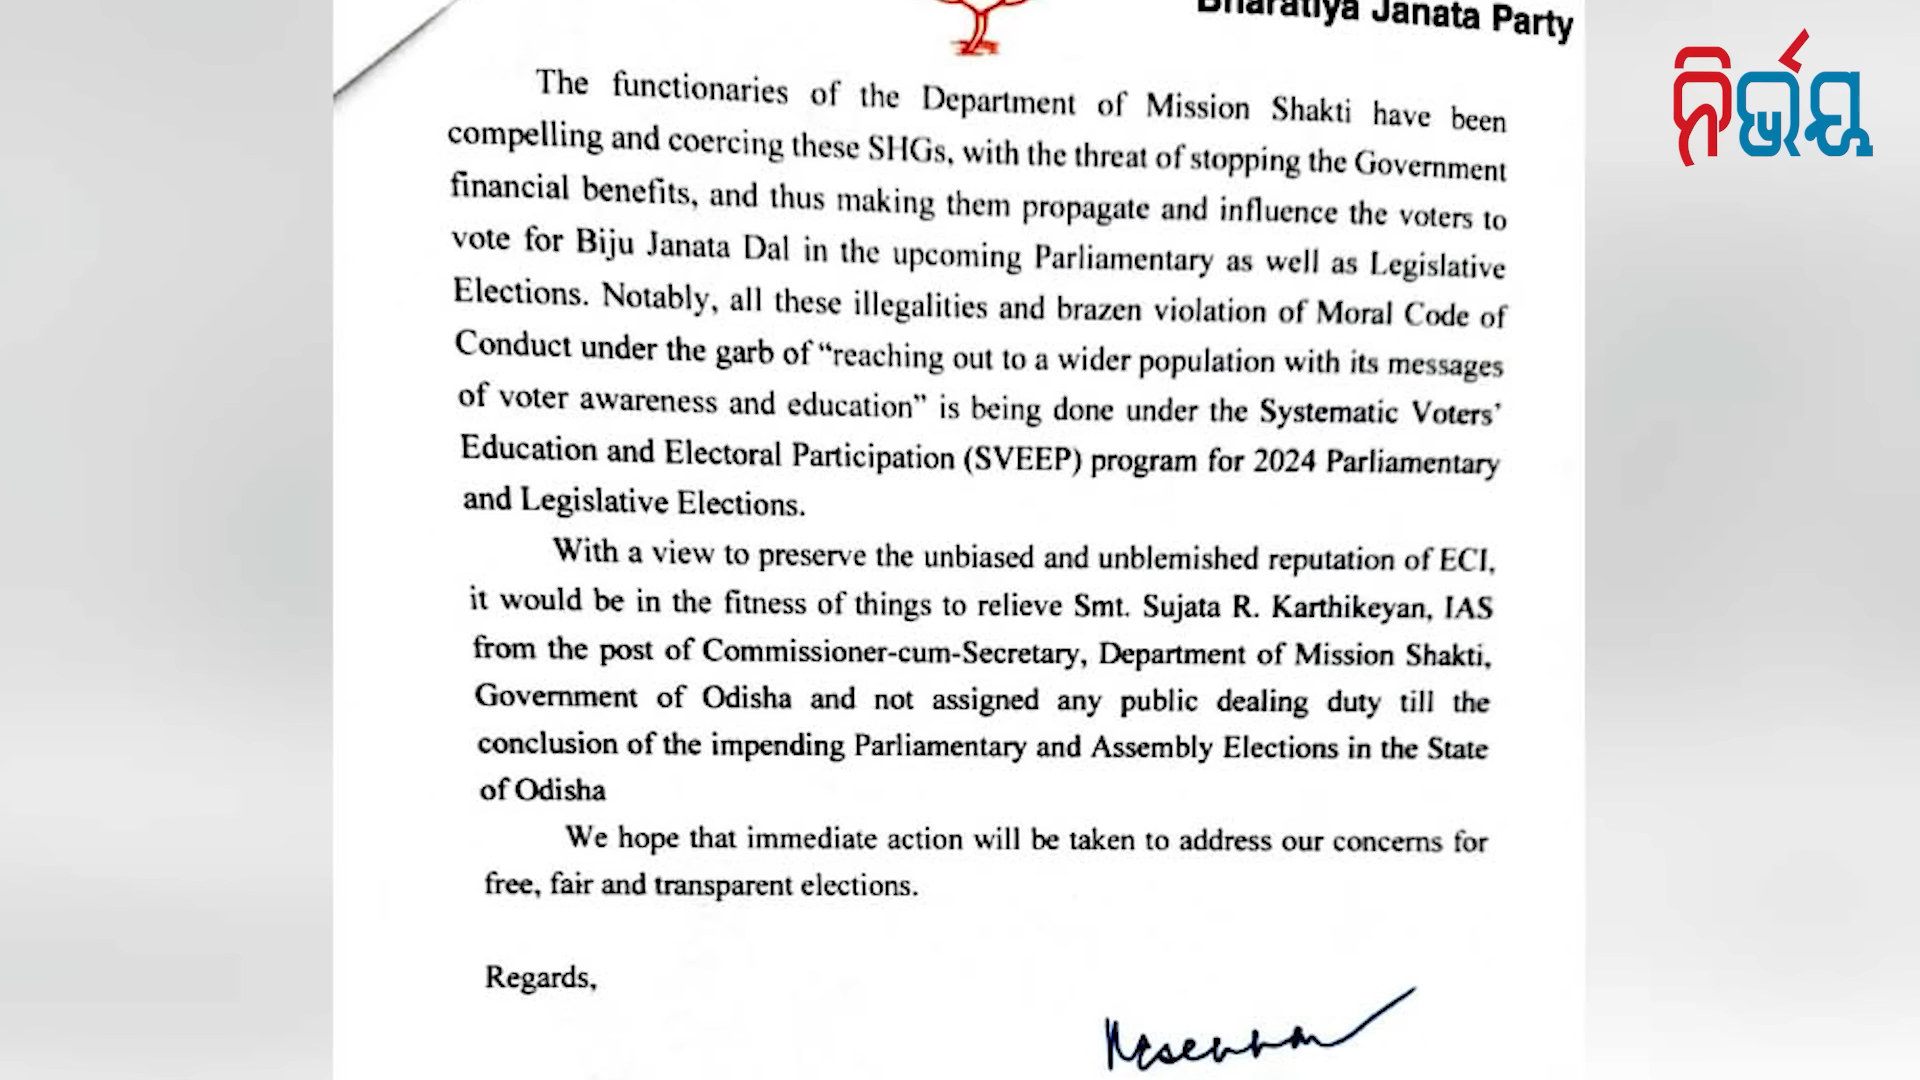 Bharatiya Janata Party
ନିର୍ଭୟ
The functionaries of the Department of Mission Shakti have been
compelling and coercing these SHGs, with the threat of stopping the Government
financial benefits, and thus making them propagate and influence the voters to
vote for Biju Janata Dal in the upcoming Parliamentary as well as Legislative
Elections. Notably, all these illegalities and brazen violation of Moral Code of
Conduct under the garb of “reaching out to a wider population with its messages
of voter awareness and education” is being done under the Systematic Voters’
Education and Electoral Participation (SVEEP) program for 2024 Parliamentary
and Legislative Elections.
With a view to preserve the unbiased and unblemished reputation of ECI,
it would be in the fitness of things to relieve Smt. Sujata R. Karthikeyan, IAS
from the post of Commissioner-cum-Secretary, Department of Mission Shakti,
Government of Odisha and not assigned any public dealing duty till the
conclusion of the impending Parliamentary and Assembly Elections in the State
of Odisha
We hope that immediate action will be taken to address our concerns for
free, fair and transparent elections.
Regards,